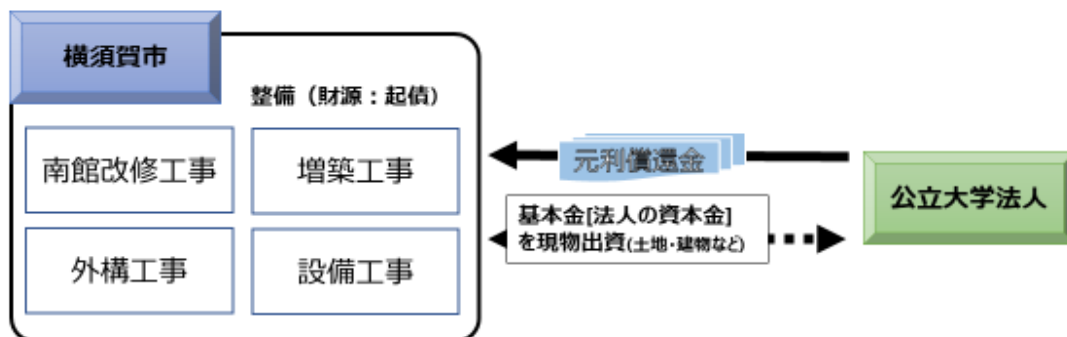 横須賀市
整備（財源：起債）
南館改修工事
増築工事
外構工事
設備工事
元利償還金
基本金[法人の資本金]
を現物出資(土地･建物など)
公立大学法人